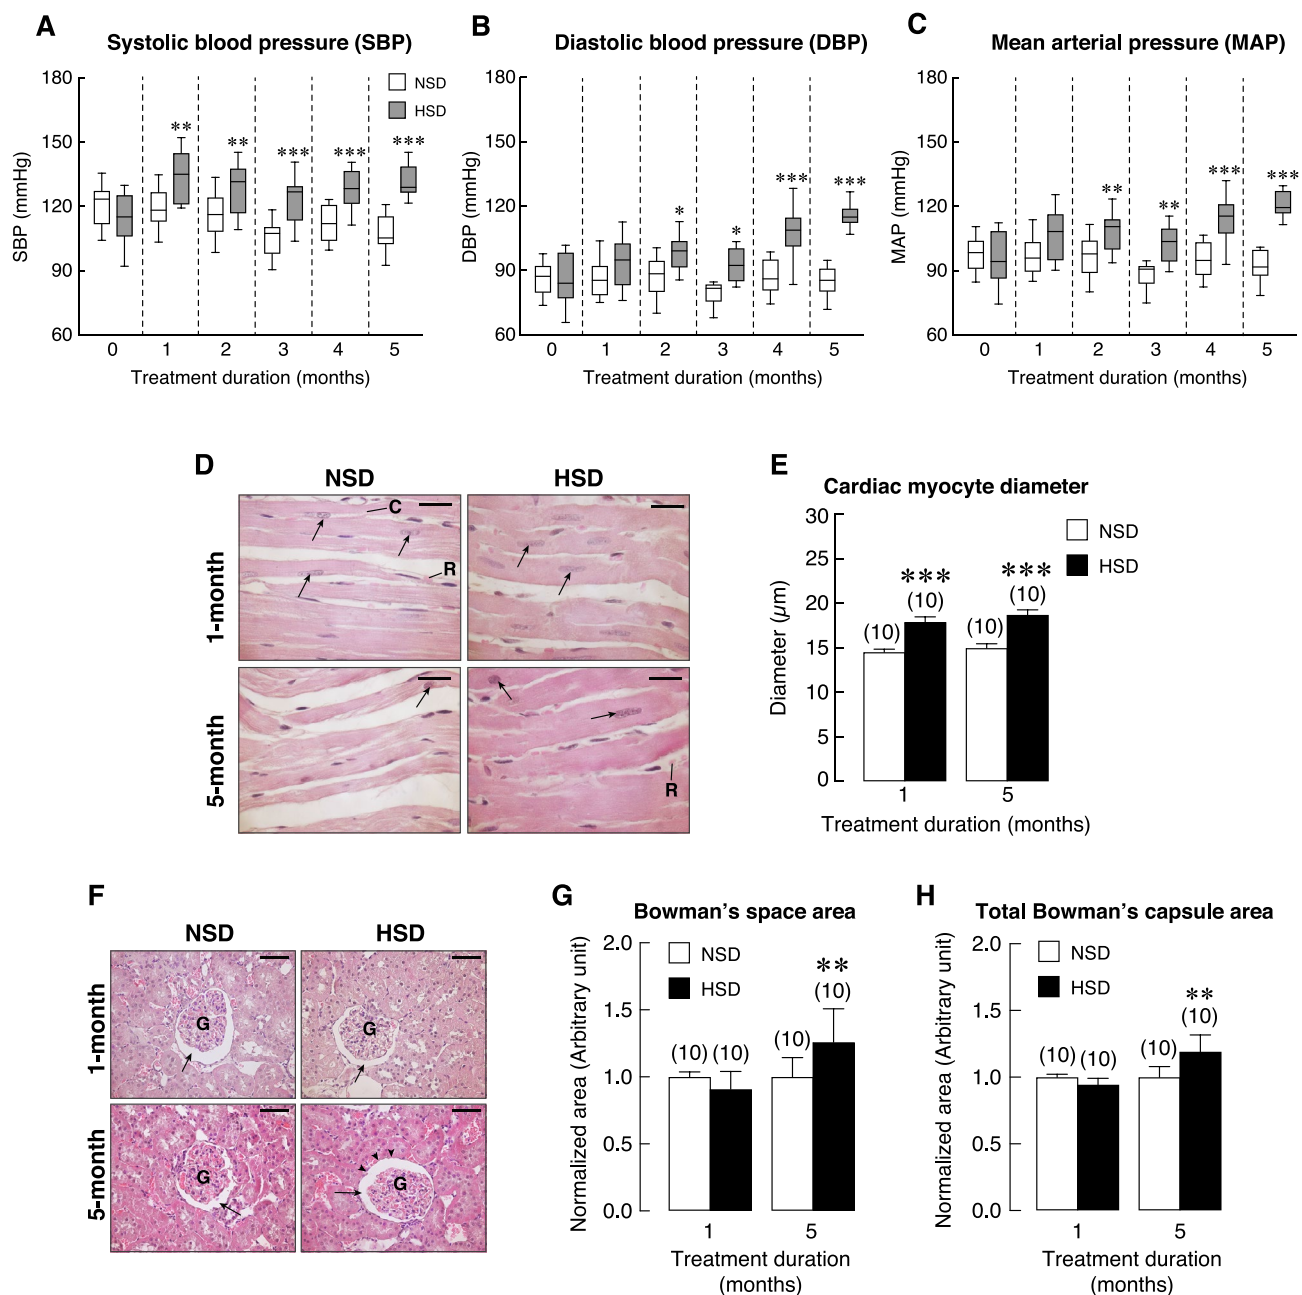 A
Systolic blood pressure (SBP)
180
150
120
90
60
SBP (mmHg)
NSD
HSD
**
**
***
***
***
0 1 2 3 4 5
Treatment duration (months)
B
Diastolic blood pressure (DBP)
180
150
120
90
60
DBP (mmHg)
*
*
***
***
0 1 2 3 4 5
Treatment duration (months)
C
Mean arterial pressure (MAP)
180
150
120
90
60
MAP (mmHg)
**
**
***
***
0 1 2 3 4 5
Treatment duration (months)
D
NSD HSD
1-month
C
R
5-month
R
E
Cardiac myocyte diameter
30
25
20
15
10
5
0
Diameter (µm)
NSD
HSD
*** ***
(10) (10) (10) (10)
1 5
Treatment duration (months)
F
NSD HSD
1-month
G G
5-month
G G
G
Bowman's space area
2.0
1.5
1.0
0.5
0.0
Normalized area (Arbitrary unit)
NSD
HSD
**
(10) (10) (10) (10)
1 5
Treatment duration
(months)
H
Total Bowman's capsule area
2.0
1.5
1.0
0.5
0.0
Normalized area (Arbitrary unit)
NSD
HSD
**
(10) (10) (10) (10)
1 5
Treatment duration
(months)